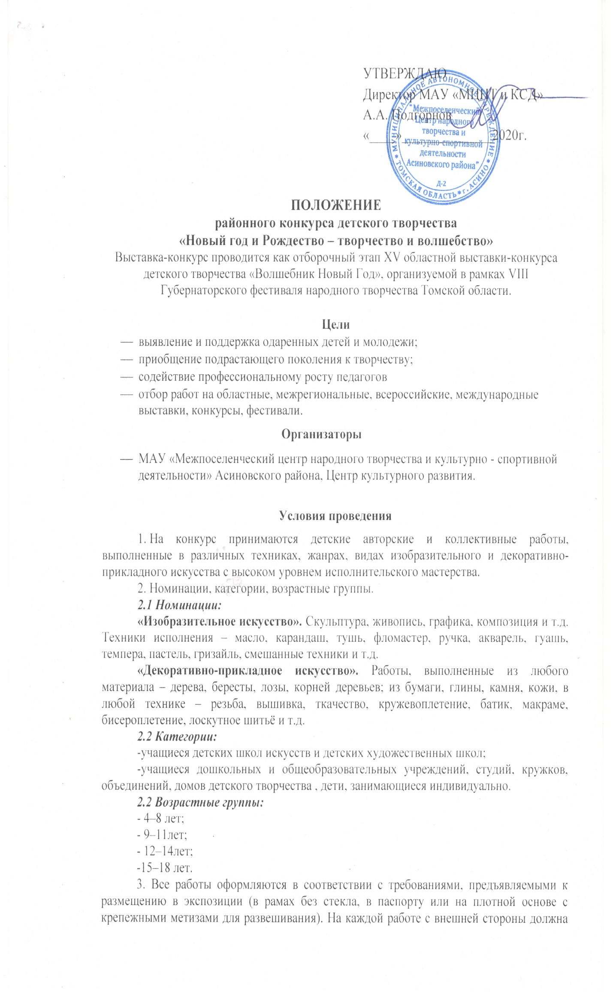 УТВЕРЖДАЮ
Директор МАУ «МЦНТ и КСД»
А.А. Подгорнов
«____»______________2020г.
МУНИЦИПАЛЬНОЕ АВТОНОМНОЕ УЧРЕЖДЕНИЕ * ТОМСКАЯ ОБЛАСТЬ * г. АСИНО *
"Межпоселенческий
Центр народного
творчества и
культурно-спортивной
деятельности
Асиновского района"
Д-2
ПОЛОЖЕНИЕ
районного конкурса детского творчества
«Новый год и Рождество – творчество и волшебство»
Выставка-конкурс проводится как отборочный этап XV областной выставки-конкурса
детского творчества «Волшебник Новый Год», организуемой в рамках VIII
Губернаторского фестиваля народного творчества Томской области.
Цели
— выявление и поддержка одаренных детей и молодежи;
— приобщение подрастающего поколения к творчеству;
— содействие профессиональному росту педагогов
— отбор работ на областные, межрегиональные, всероссийские, международные
выставки, конкурсы, фестивали.
Организаторы
— МАУ «Межпоселенческий центр народного творчества и культурно - спортивной
деятельности» Асиновского района, Центр культурного развития.
Условия проведения
1. На конкурс принимаются детские авторские и коллективные работы,
выполненные в различных техниках, жанрах, видах изобразительного и декоративно-
прикладного искусства с высоком уровнем исполнительского мастерства.
2. Номинации, категории, возрастные группы.
2.1 Номинации:
«Изобразительное искусство». Скульптура, живопись, графика, композиция и т.д.
Техники исполнения – масло, карандаш, тушь, фломастер, ручка, акварель, гуашь,
темпера, пастель, гризайль, смешанные техники и т.д.
«Декоративно-прикладное искусство». Работы, выполненные из любого
материала – дерева, бересты, лозы, корней деревьев; из бумаги, глины, камня, кожи, в
любой технике – резьба, вышивка, ткачество, кружевоплетение, батик, макраме,
бисероплетение, лоскутное шитьё и т.д.
2.2 Категории:
-учащиеся детских школ искусств и детских художественных школ;
-учащиеся дошкольных и общеобразовательных учреждений, студий, кружков,
объединений, домов детского творчества , дети, занимающиеся индивидуально.
2.2 Возрастные группы:
- 4–8 лет;
- 9–11лет;
- 12–14лет;
-15–18 лет.
3. Все работы оформляются в соответствии с требованиями, предъявляемыми к
размещению в экспозиции (в рамах без стекла, в паспорту или на плотной основе с
крепежными метизами для развешивания). На каждой работе с внешней стороны должна